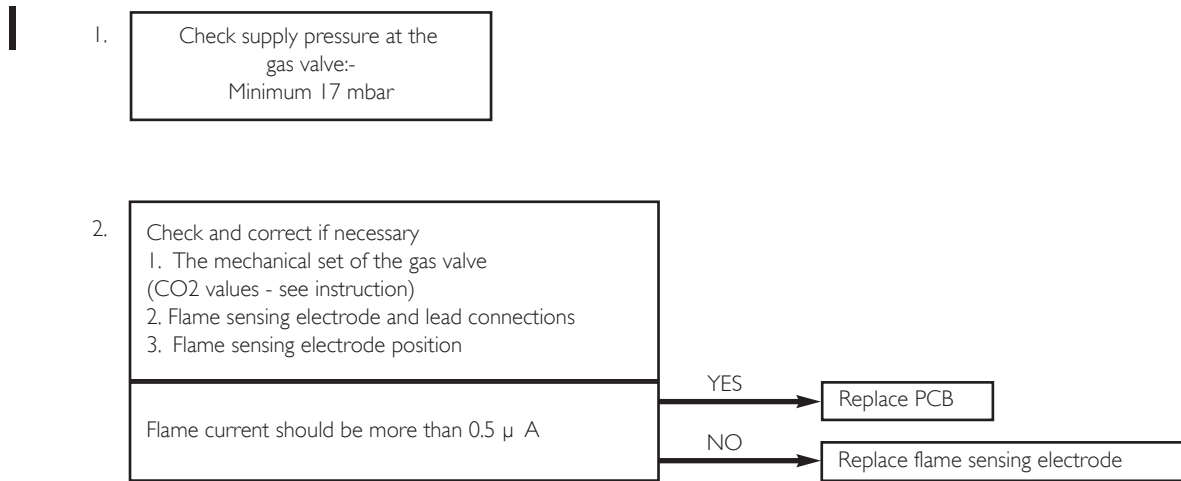 1.
Check supply pressure at the
gas valve:-
Minimum 17 mbar
2.
Check and correct if necessary
1. The mechanical set of the gas valve
(CO2 values - see instruction)
2. Flame sensing electrode and lead connections
3. Flame sensing electrode position
Flame current should be more than 0.5 μ A
YES
Replace PCB
NO
Replace flame sensing electrode